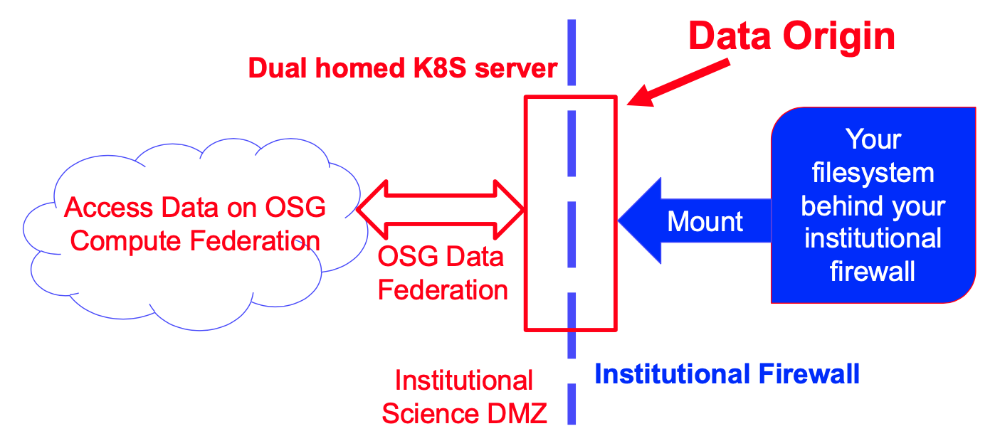 Data Origin
Dual homed K8S server
Access Data on OSG
Compute Federation
OSG Data
Federation
Mount
Your
filesystem
behind your
institutional
firewall
Institutional
Science DMZ
Institutional Firewall